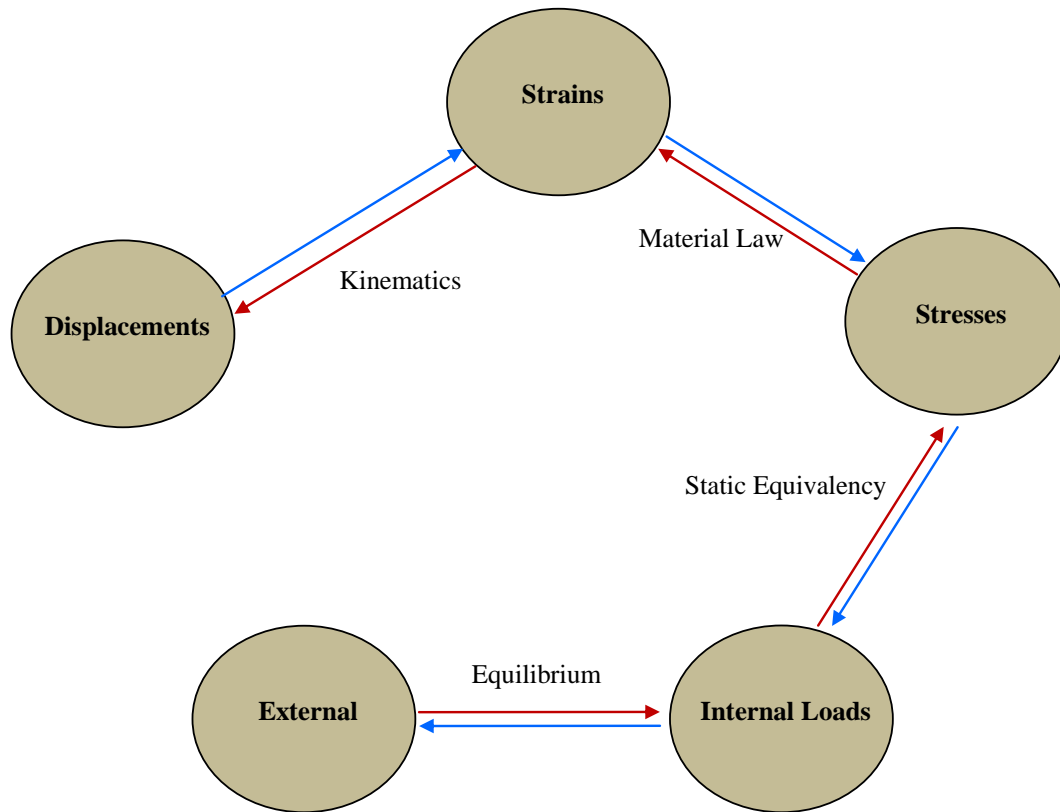 Strains
Material Law
Kinematics
Stresses
Displacements
Static Equivalency
Equilibrium
External
Internal Loads